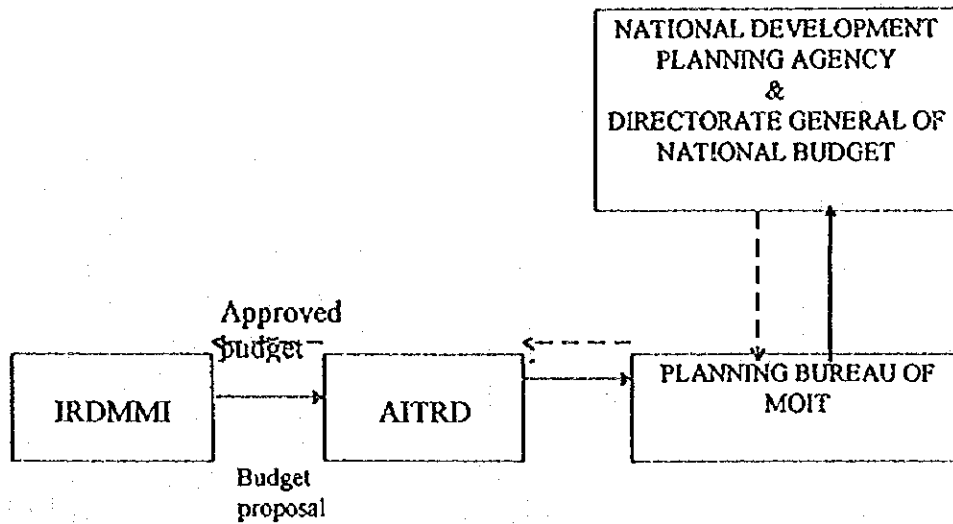 NATIONAL DEVELOPMENT
PLANNING AGENCY
&
DIRECTORATE GENERAL OF
NATIONAL BUDGET
Approved
budget
IRDMMI
AITRD
PLANNING BUREAU OF
MOIT
Budget
proposal